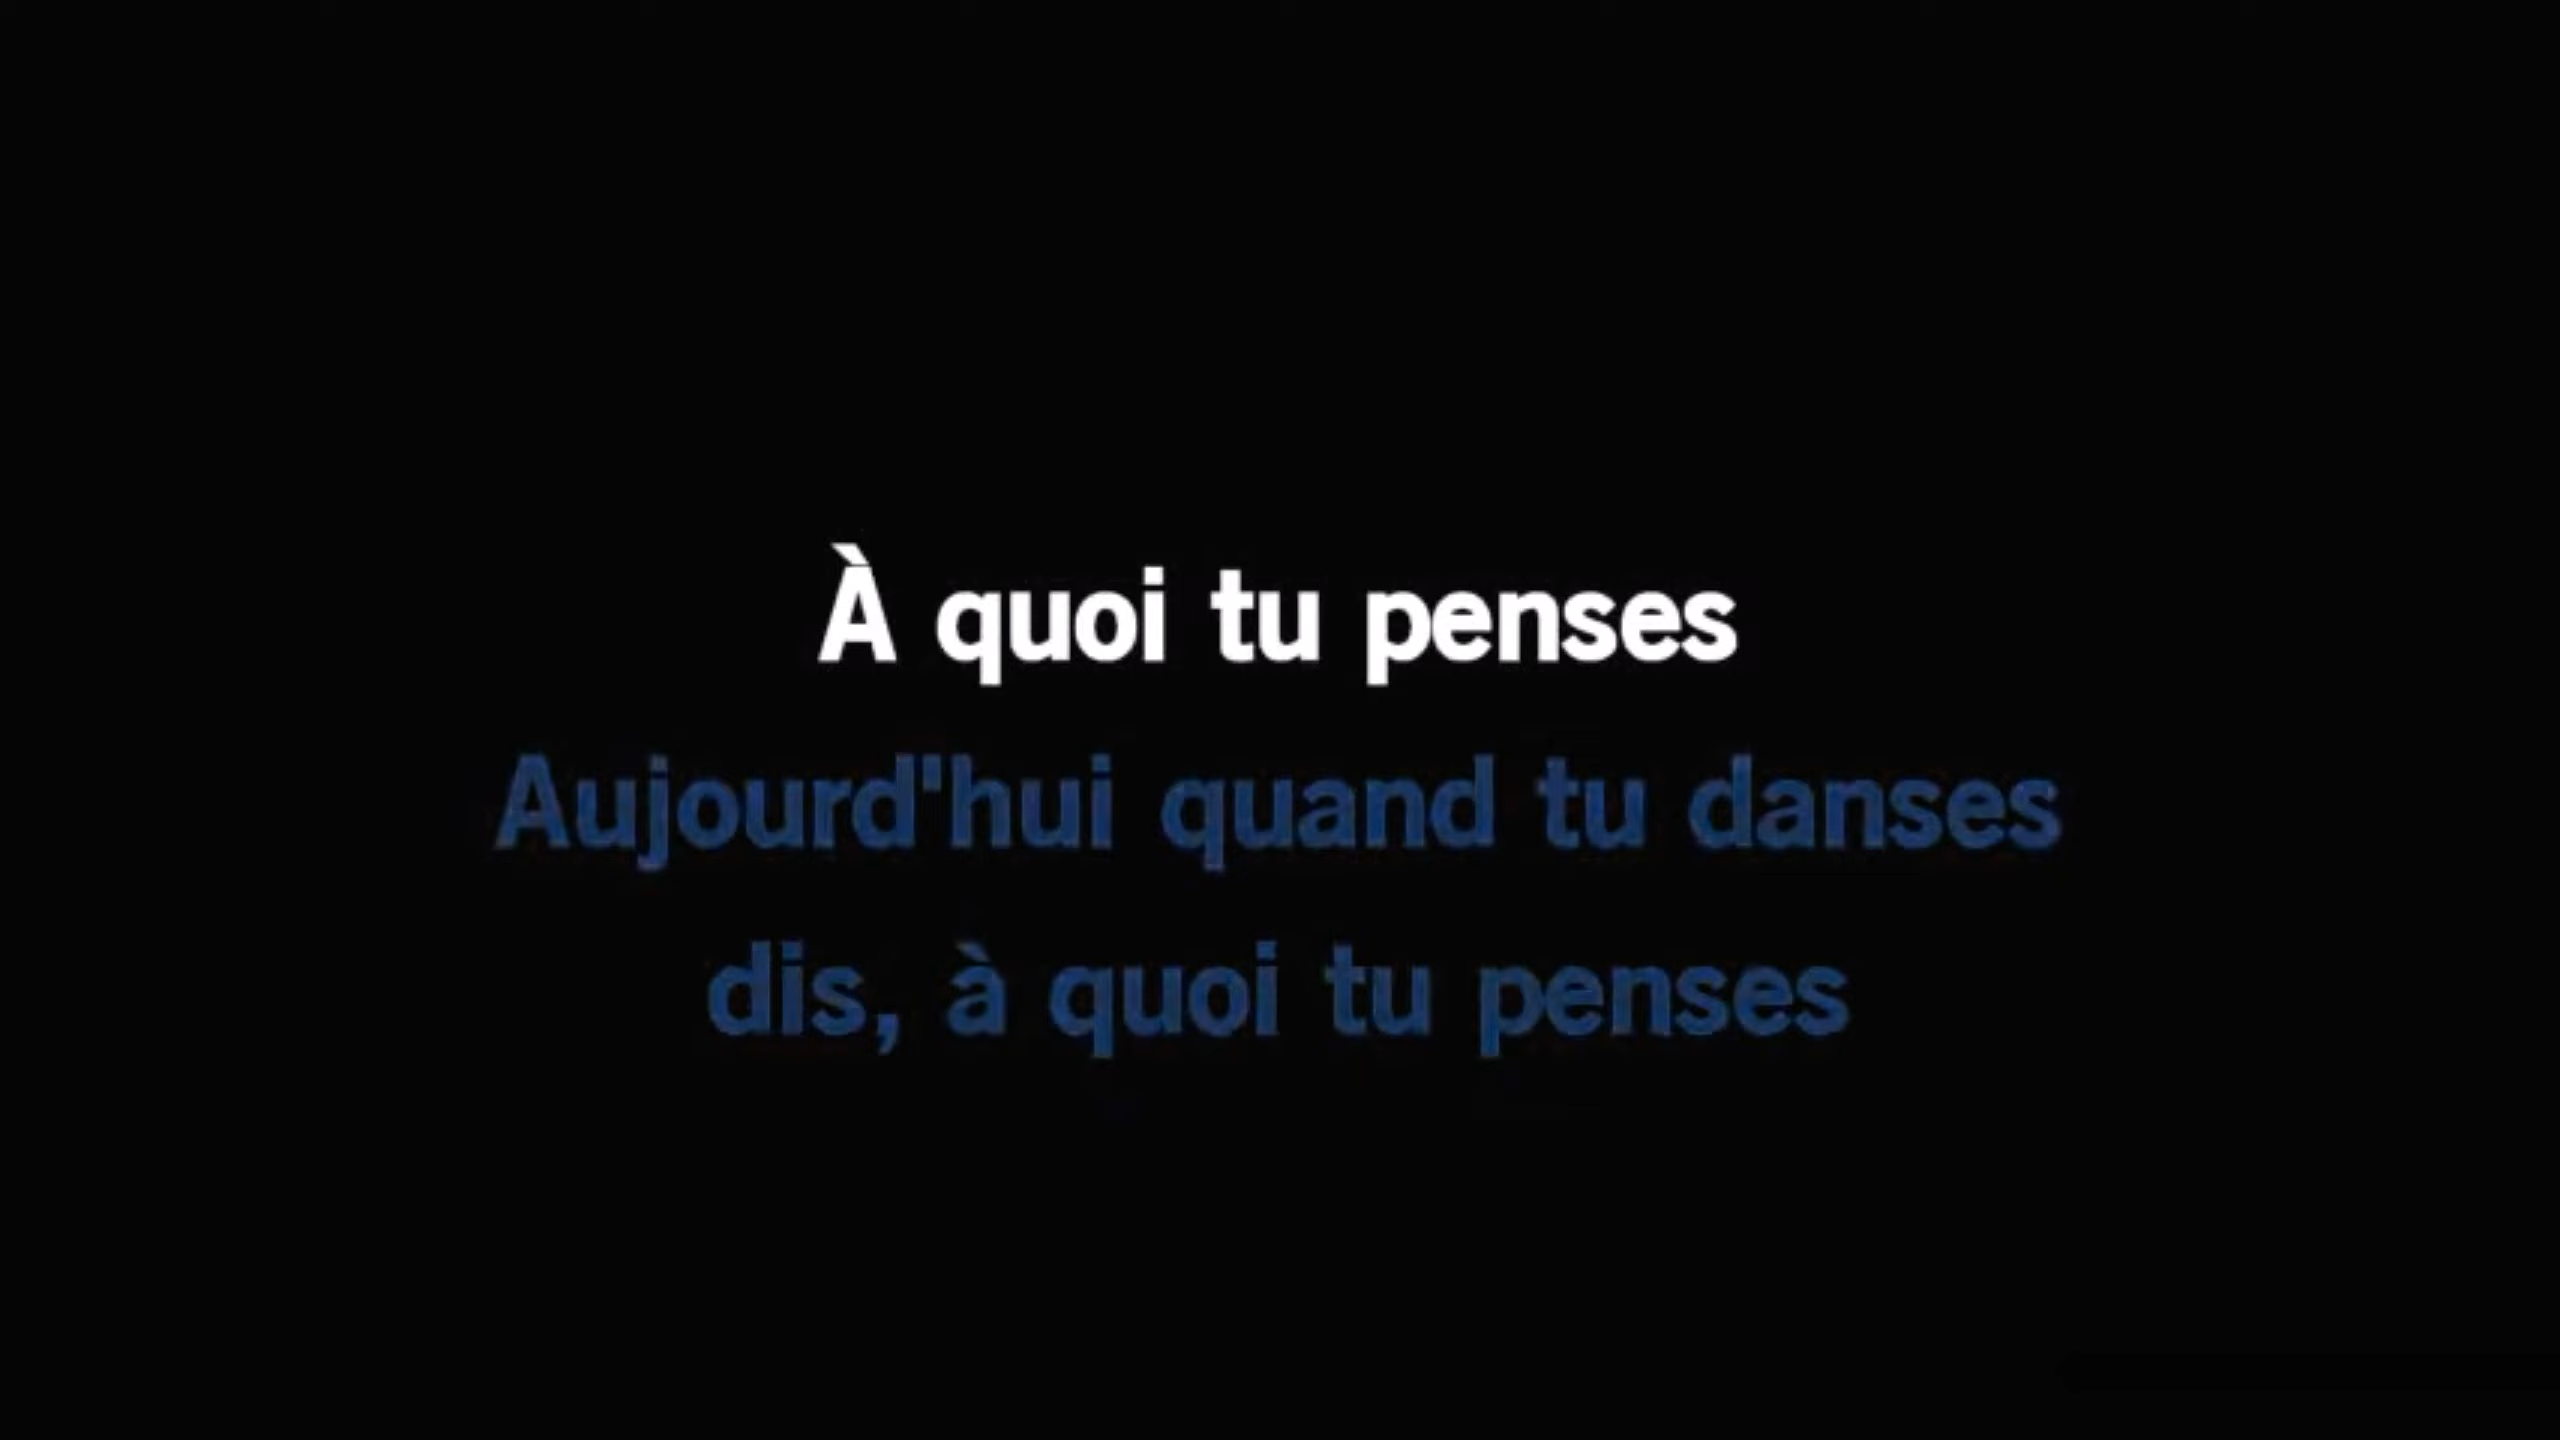 À quoi tu penses
Aujourd'hui quand tu danses
dis, à quoi tu penses